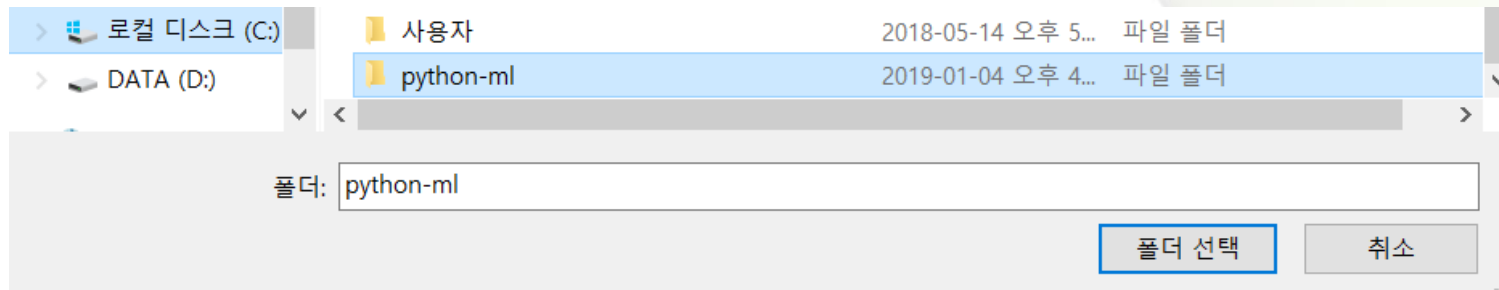 로컬 디스크 (C:)
사용자 2018-05-14 오후 5... 파일 폴더
DATA (D:)
python-ml 2019-01-04 오후 4... 파일 폴더
폴더: python-ml
폴더 선택 취소